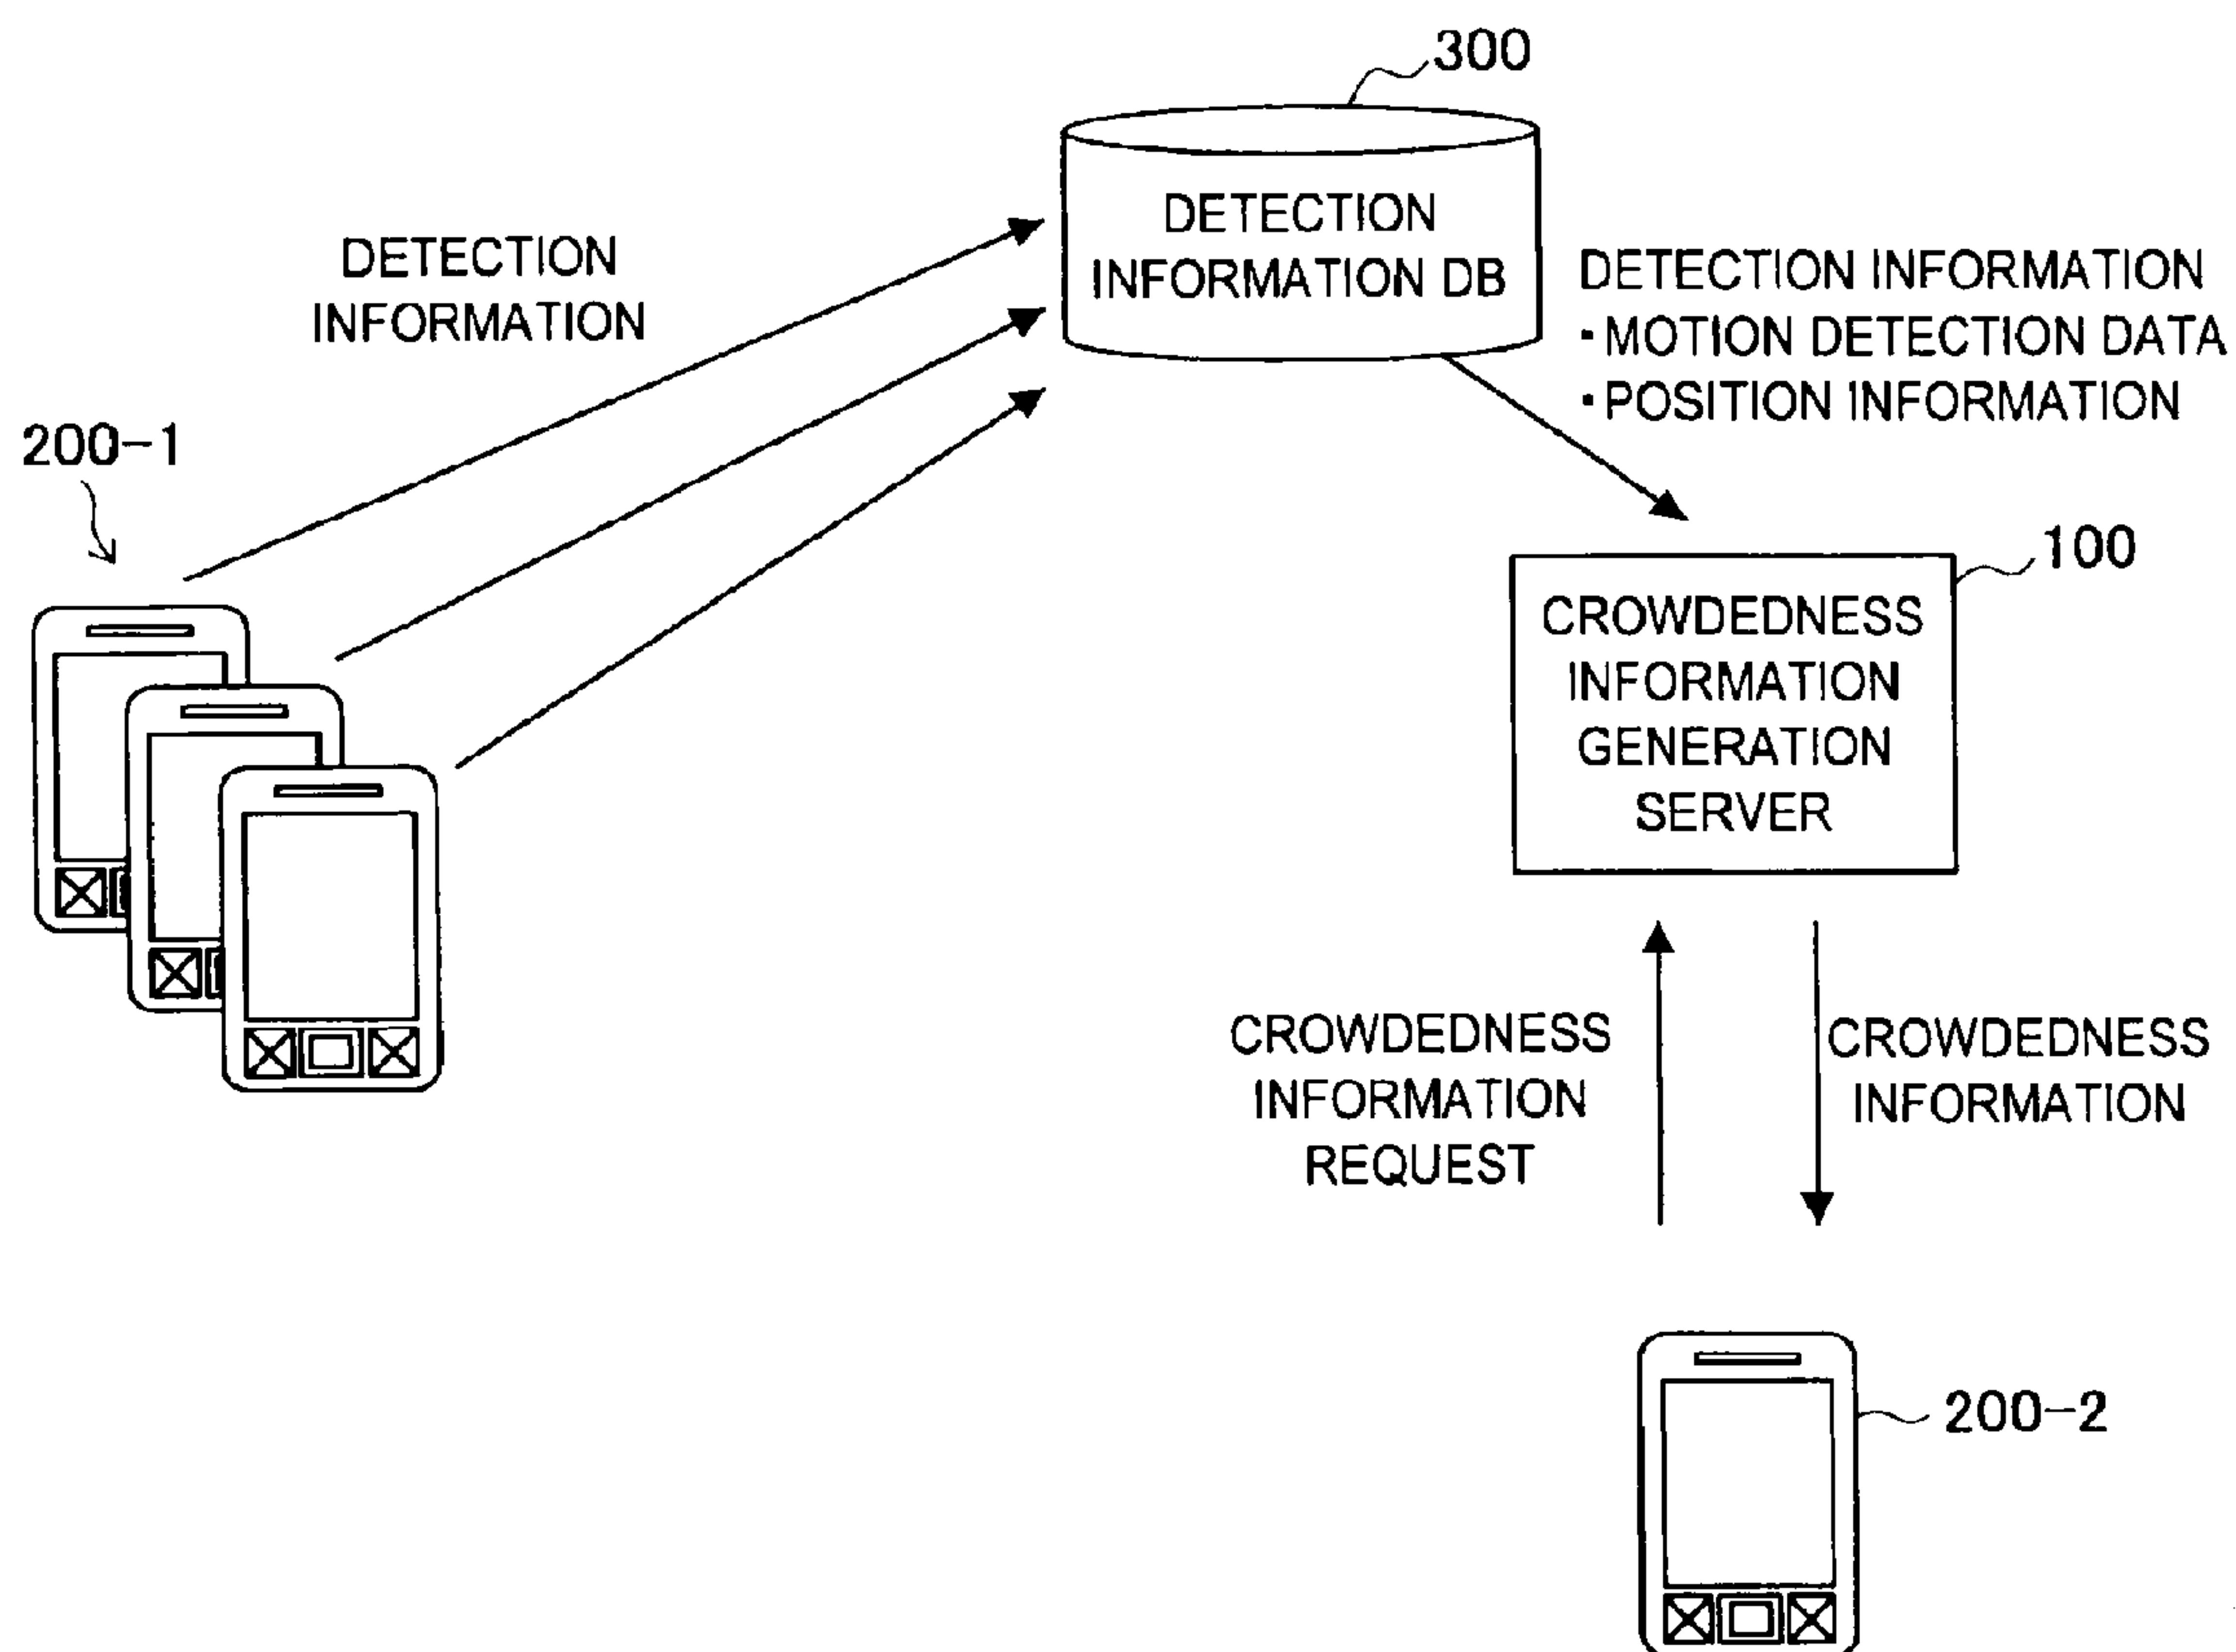 300
DETECTION
INFORMATION DB
DETECTION
INFORMATION
DETECTION INFORMATION
・MOTION DETECTION DATA
・POSITION INFORMATION
200-1
100
CROWDEDNESS
INFORMATION
GENERATION
SERVER
CROWDEDNESS
INFORMATION
REQUEST
CROWDEDNESS
INFORMATION
200-2